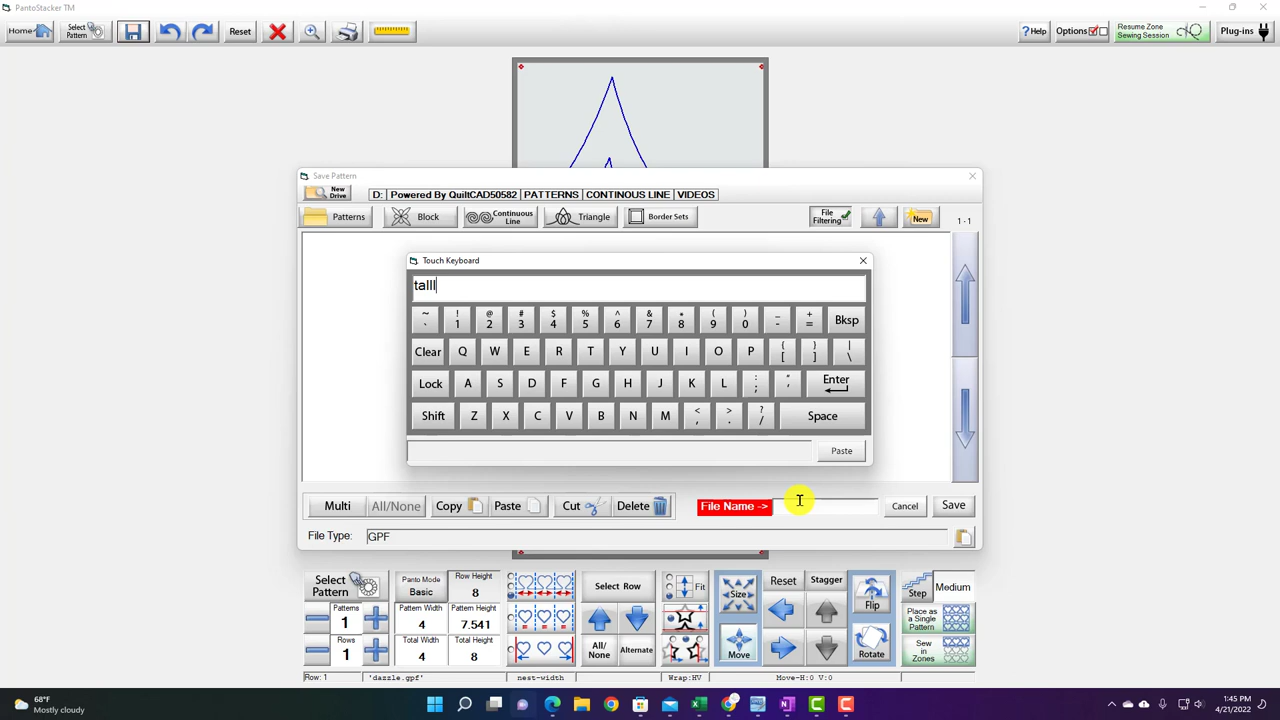 PantoStacker TM
Home
Select
Pattern
Reset
?Help
Options
Resume Zone
Sewing Session
Plug-ins
Save Pattern
New
Drive
D: Powered By QuiltCAD50582 PATTERNS CONTINOUS LINE VIDEOS
Patterns
Block
Continuous
Line
Triangle
Border Sets
File
Filtering
New
1 - 1
Touch Keyboard
talll
~ ! @ # $ % ^ & * ( ) _ +
` 1 2 3 4 5 6 7 8 9 0 - = Bksp
Clear Q W E R T Y U I O P { [ } ] | \
Lock A S D F G H J K L : ; " ' Enter
Shift Z X C V B N M < , > . ? / Space
Paste
Multi All/None Copy Paste Cut Delete File Name -> Cancel Save
File Type: GPF
Select
Pattern
Panto Mode
Basic
Row Height
8
Patterns
1
Pattern Width
4
Pattern Height
7.541
Rows
1
Total Width
4
Total Height
8
Select Row
All/
None
Alternate
Fit
Size
Move
Reset
Stagger
Flip
Rotate
Step
Medium
Place as
a Single
Pattern
Sew
in
Zones
Row:1 'dazzle.gpf' nest-width Wrap:HV Move-H:0 V:0
68°F
Mostly cloudy
1:45 PM
4/21/2022